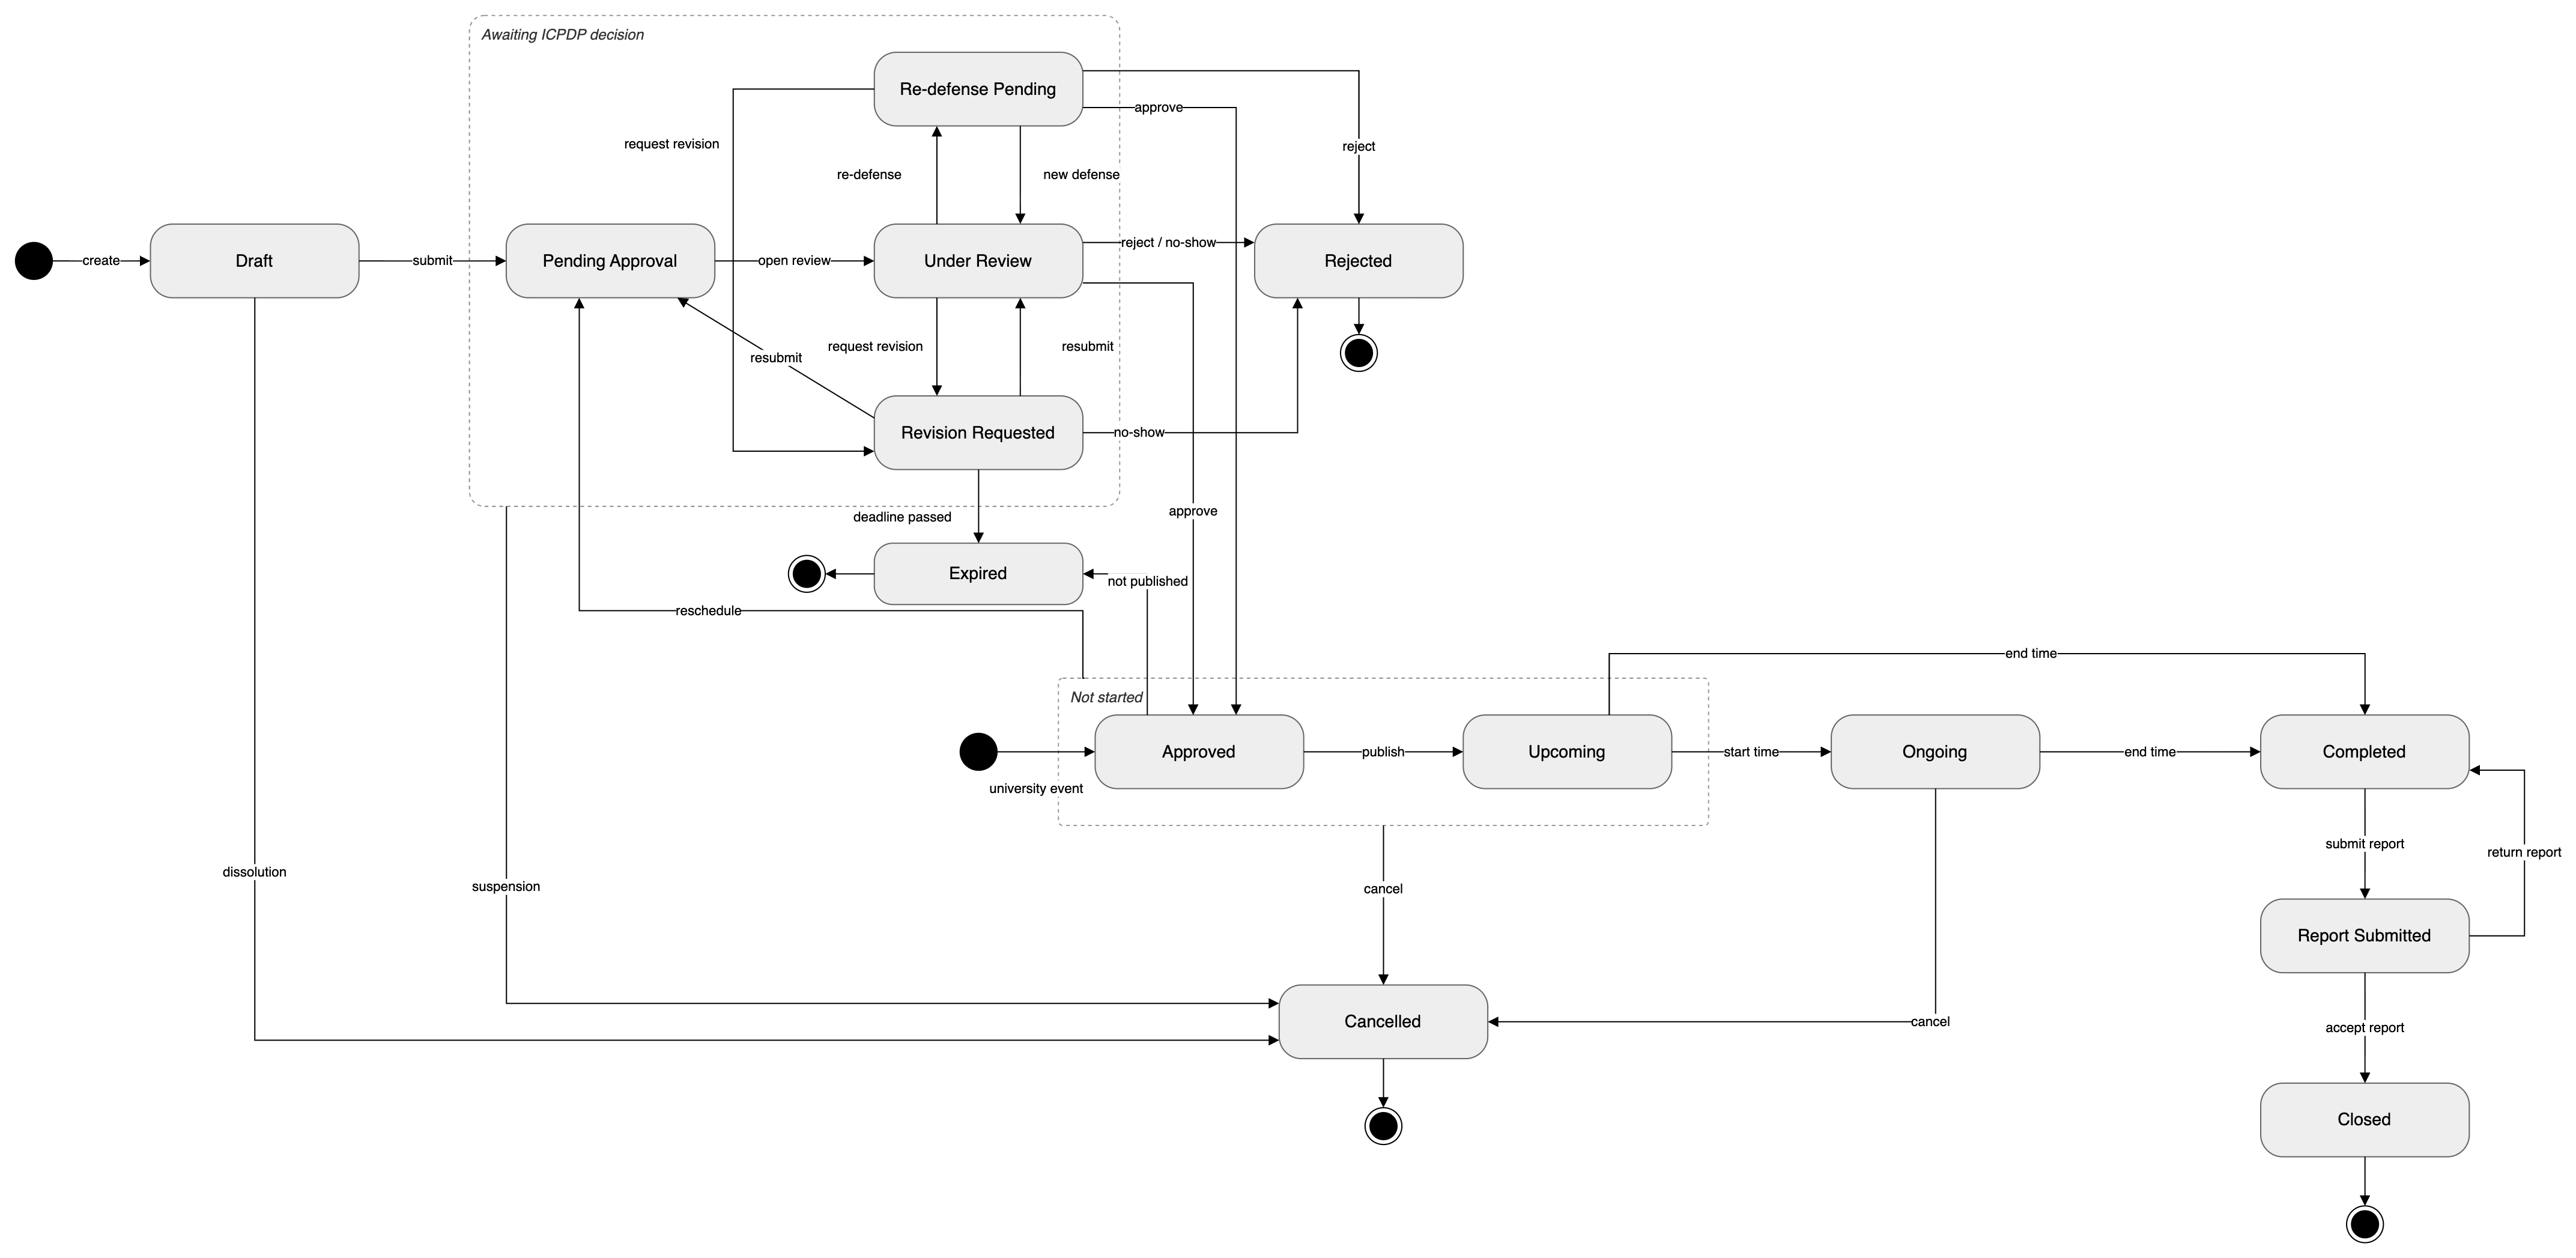 Awaiting ICPDP decision
Re-defense Pending
approve
request revision
reject
re-defense
new defense
create
Draft
submit
Pending Approval
open review
Under Review
reject / no-show
Rejected
resubmit
request revision
resubmit
Revision Requested
no-show
approve
deadline passed
Expired
not published
reschedule
end time
Not started
Approved
publish
Upcoming
start time
Ongoing
end time
Completed
university event
submit report
return report
dissolution
suspension
cancel
Report Submitted
Cancelled
cancel
accept report
Closed